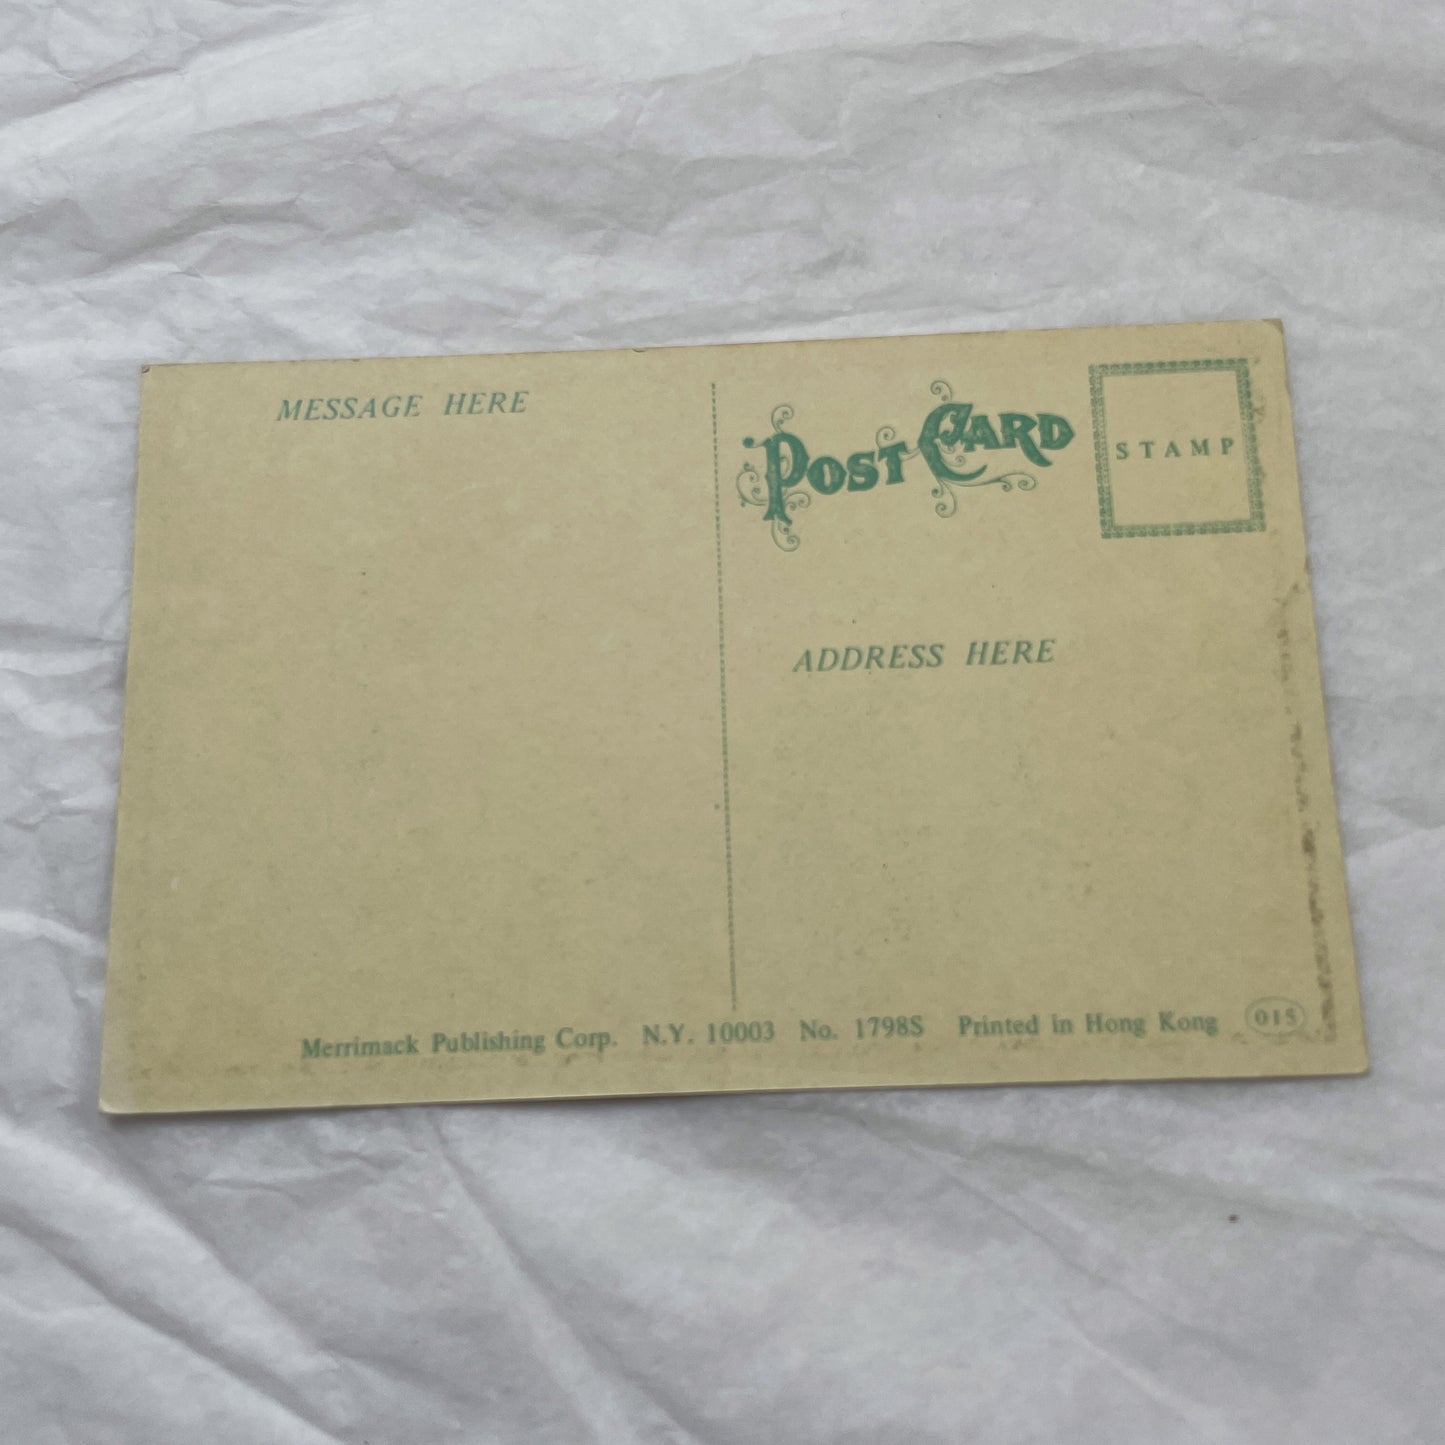 MESSAGE HERE
POST CARD
STAMP
ADDRESS HERE
Merrimack Publishing Corp. N.Y. 10003 No. 1798S Printed in Hong Kong 015